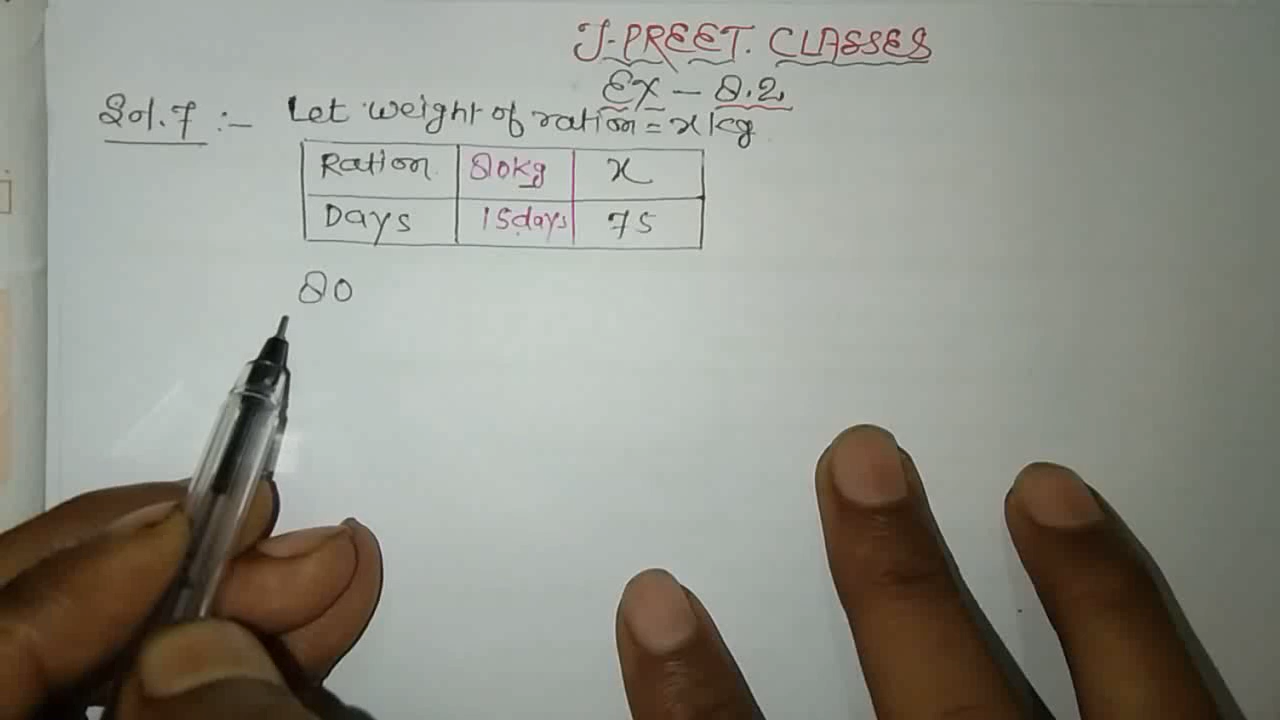 J-PREET. CLASSES
EX - 8.2
Sol.7 :- Let weight of ration = x kg
Ration 80kg x
Days 15days 75
80